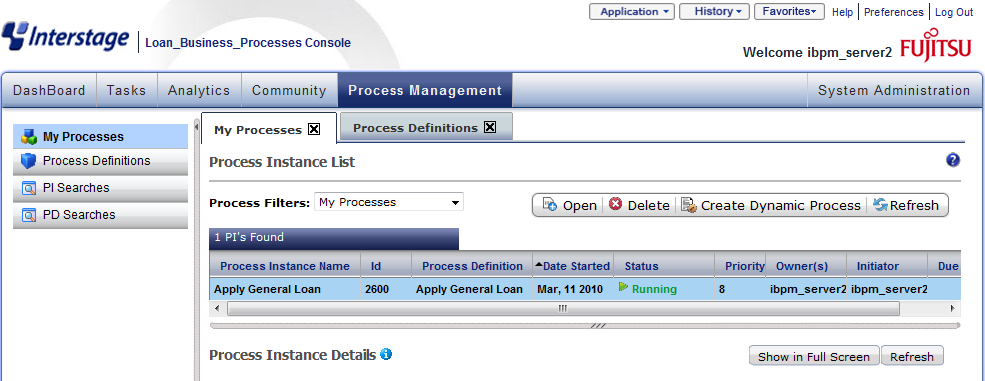 Application History Favorites Help Preferences Log Out
Interstage Loan_Business_Processes Console
Welcome ibpm_server2 FUJITSU
DashBoard Tasks Analytics Community Process Management System Administration
My Processes
Process Definitions
PI Searches
PD Searches
My Processes Process Definitions
Process Instance List
Process Filters: My Processes Open Delete Create Dynamic Process Refresh
1 PI's Found
Process Instance Name Id Process Definition Date Started Status Priority Owner(s) Initiator Due
Apply General Loan 2600 Apply General Loan Mar, 11 2010 Running 8 ibpm_server2 ibpm_server2
Process Instance Details Show in Full Screen Refresh